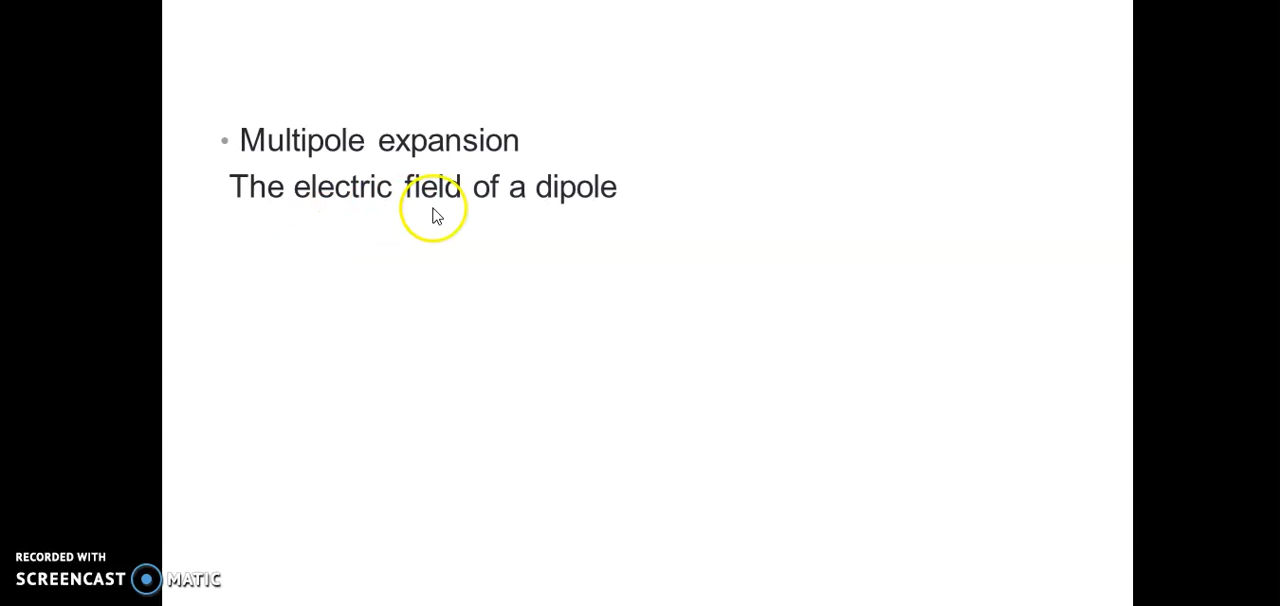 • Multipole expansion
The electric field of a dipole
RECORDED WITH
SCREENCAST MATIC